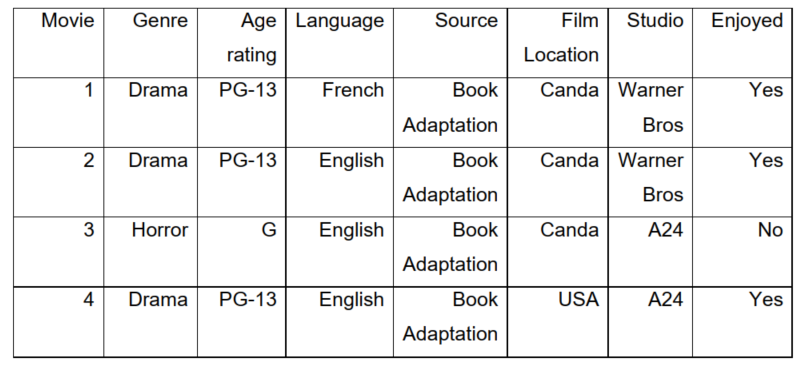 Movie Genre Age rating Language Source Film Location Studio Enjoyed
1 Drama PG-13 French Book Adaptation Canda Warner Bros Yes
2 Drama PG-13 English Book Adaptation Canda Warner Bros Yes
3 Horror G English Book Adaptation Canda A24 No
4 Drama PG-13 English Book Adaptation USA A24 Yes